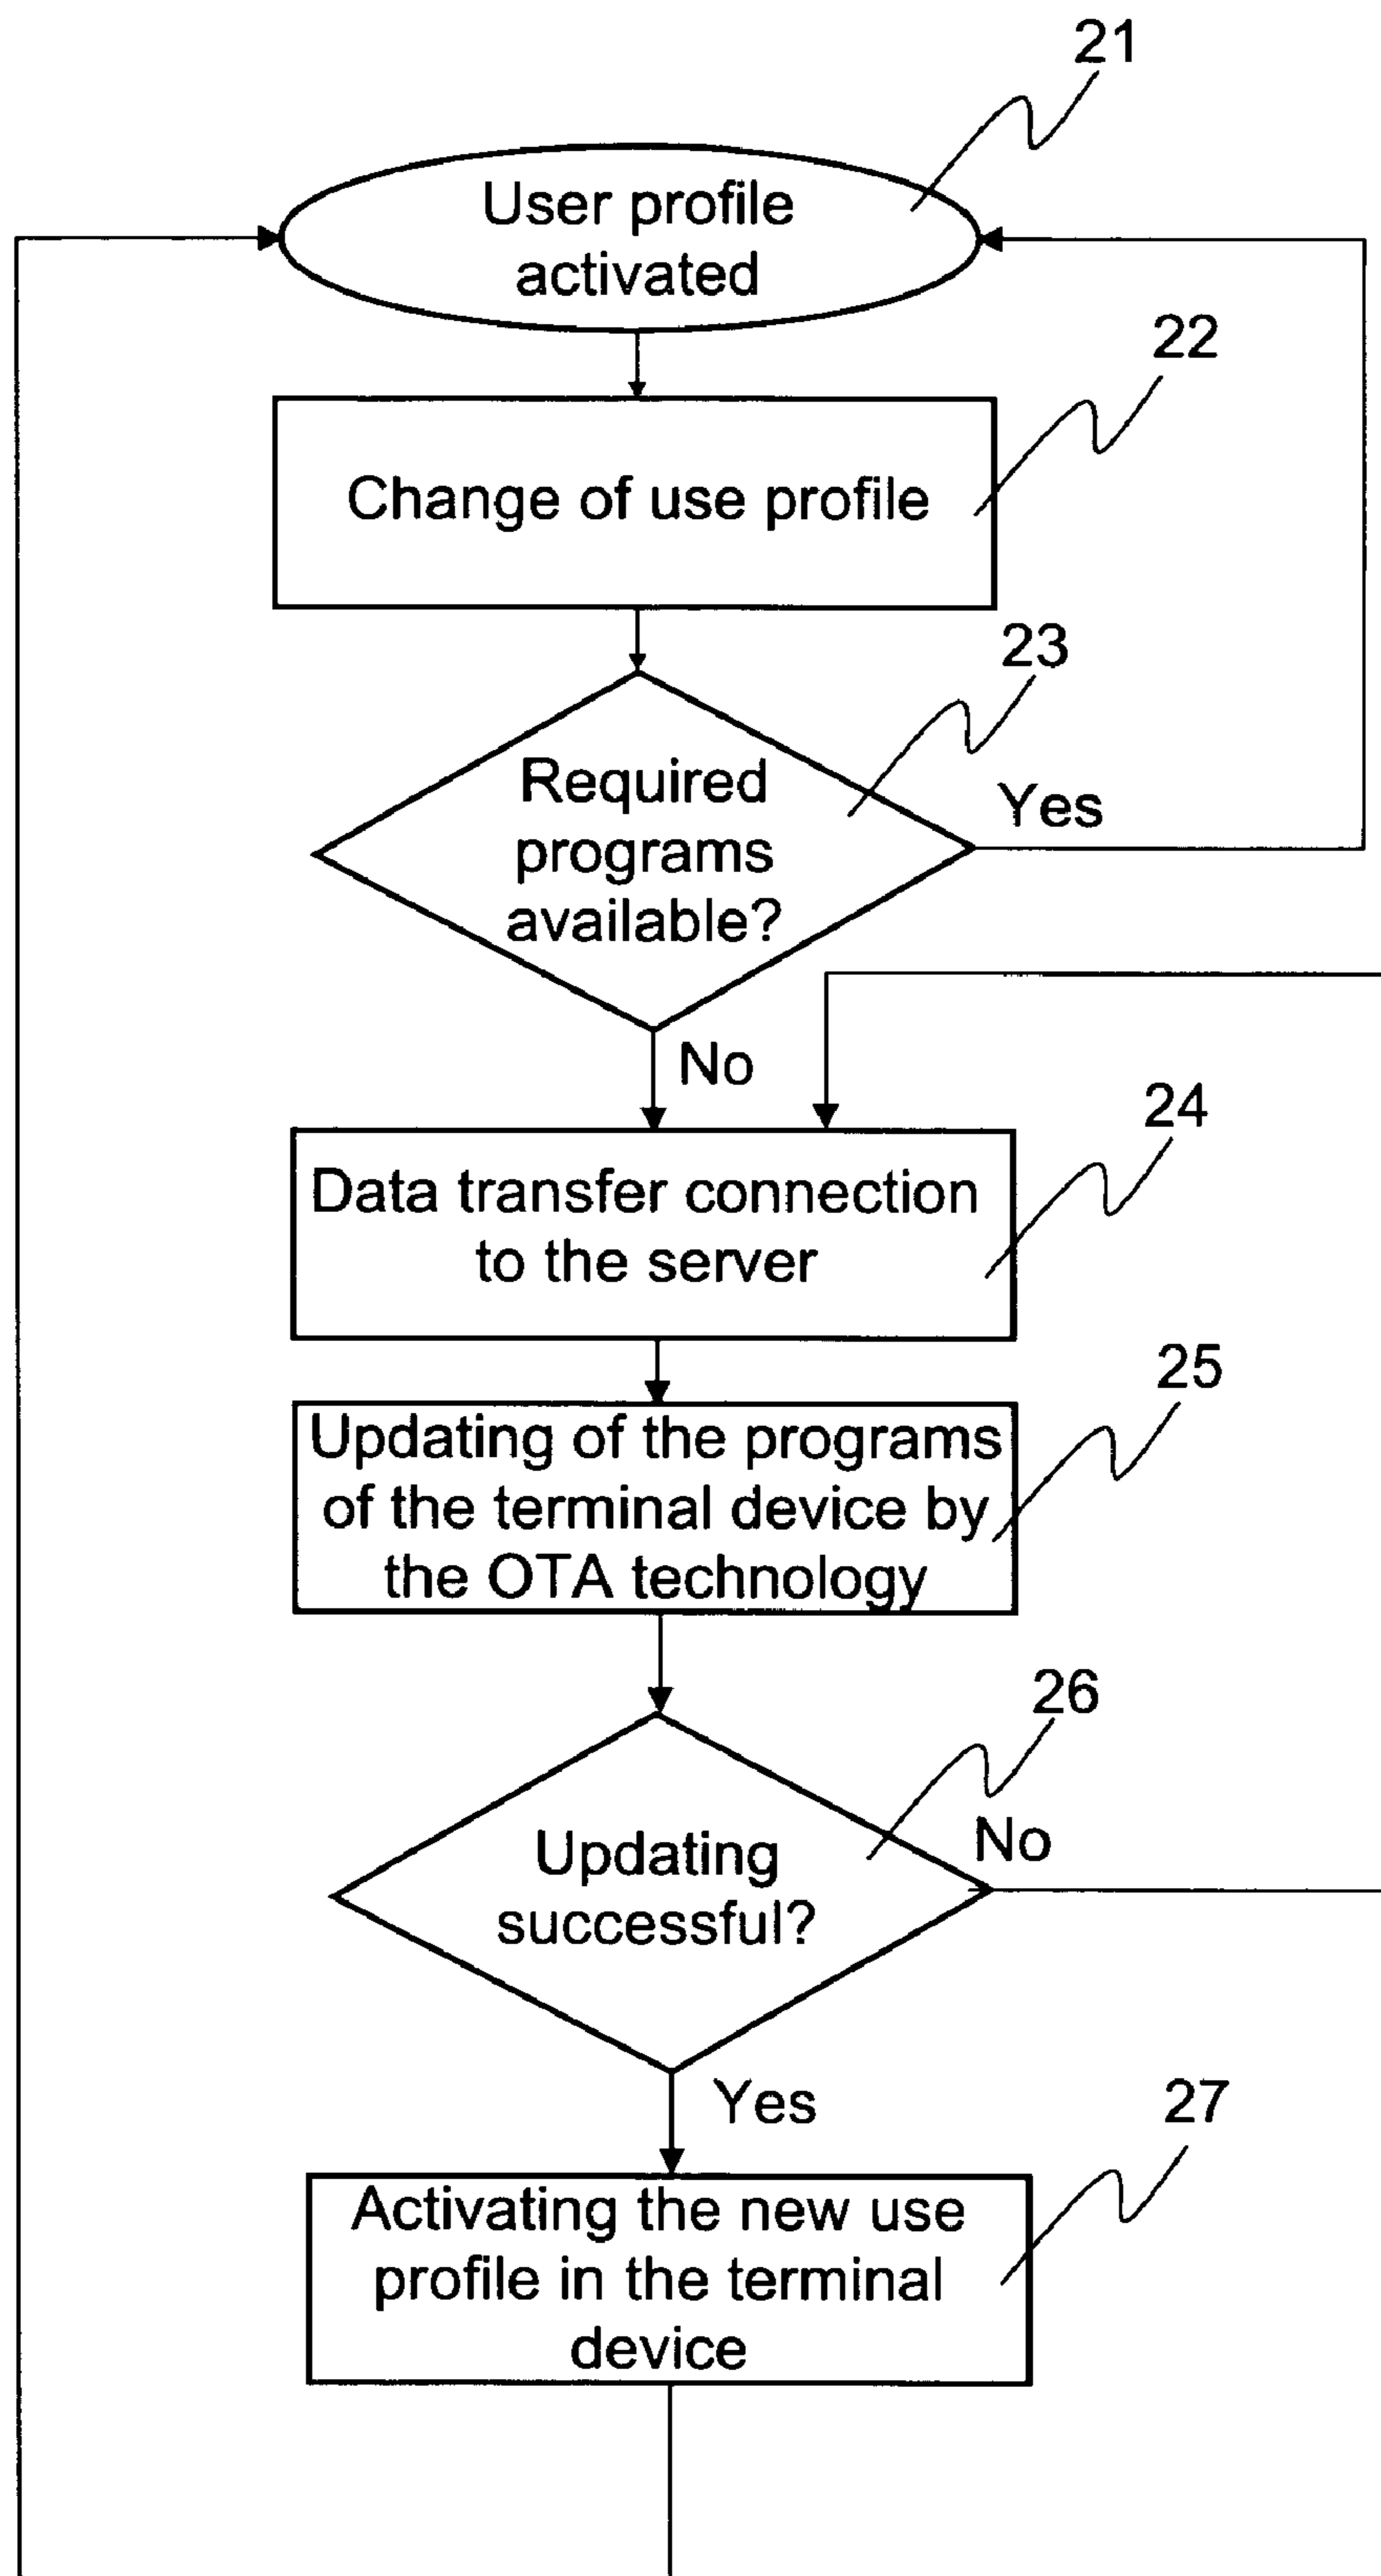 21
User profile
activated
22
Change of use profile
23
Required
programs
available?
Yes
No
24
Data transfer connection
to the server
25
Updating of the programs
of the terminal device by
the OTA technology
26
Updating
successful?
No
Yes
27
Activating the new use
profile in the terminal
device